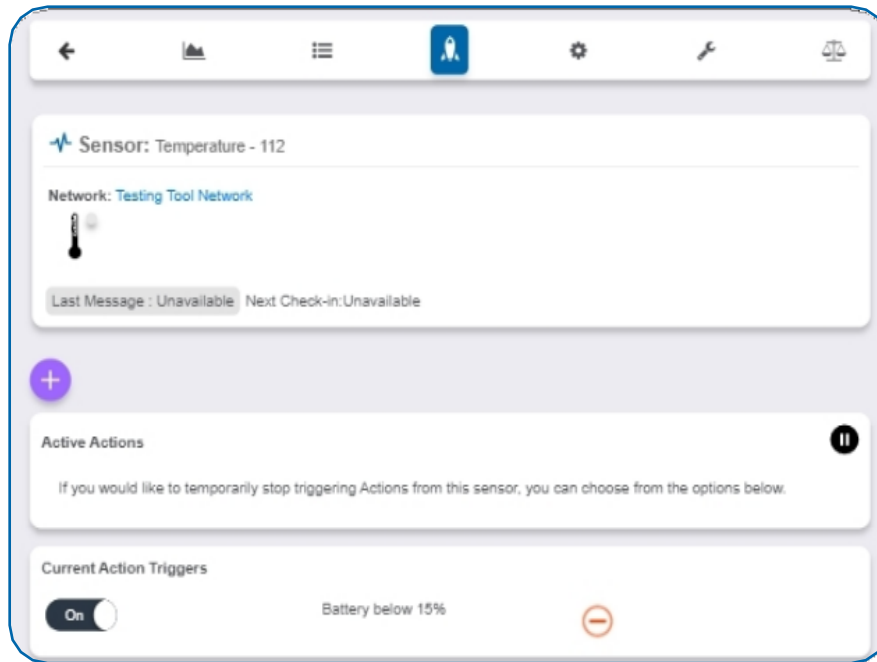 Sensor: Temperature - 112
Network: Testing Tool Network
Last Message : Unavailable Next Check-in:Unavailable
Active Actions
If you would like to temporarily stop triggering Actions from this sensor, you can choose from the options below.
Current Action Triggers
On Battery below 15%